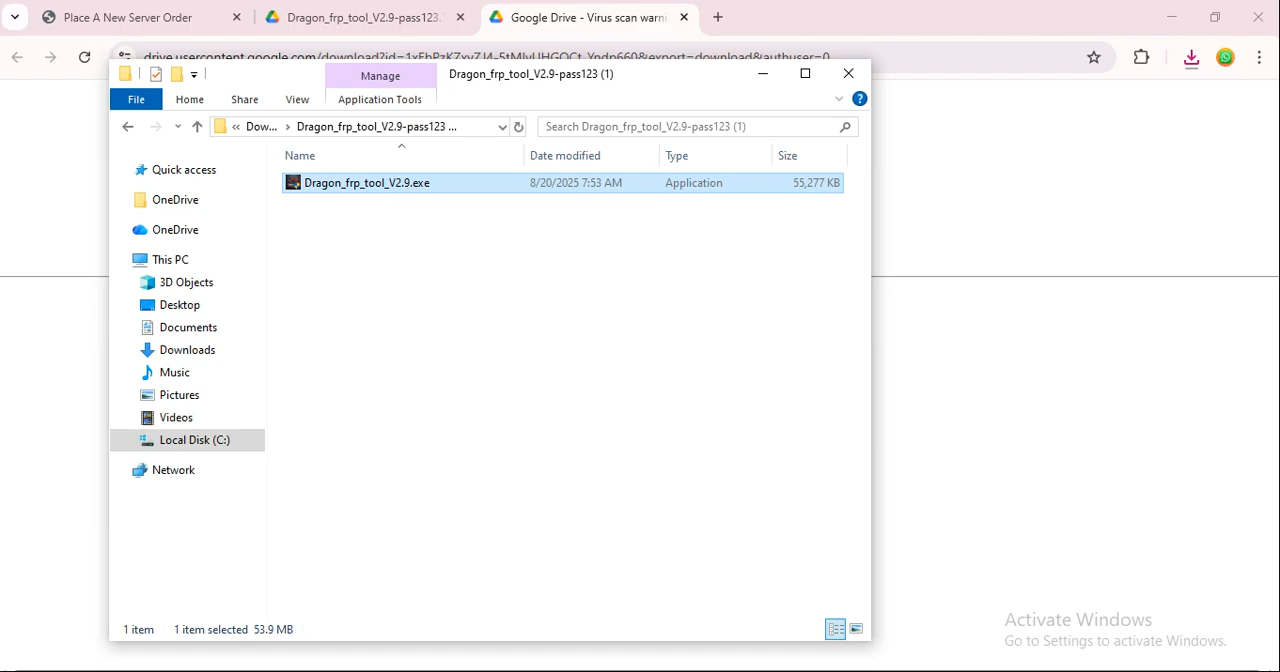 Place A New Server Order
Dragon_frp_tool_V2.9-pass123.
Google Drive - Virus scan warni
Manage
Dragon_frp_tool_V2.9-pass123 (1)
File
Home
Share
View
Application Tools
« Dow... › Dragon_frp_tool_V2.9-pass123 ...
Search Dragon_frp_tool_V2.9-pass123 (1)
Name
Date modified
Type
Size
Dragon_frp_tool_V2.9.exe
8/20/2025 7:53 AM
Application
55,277 KB
Quick access
OneDrive
OneDrive
This PC
3D Objects
Desktop
Documents
Downloads
Music
Pictures
Videos
Local Disk (C:)
Network
1 item
1 item selected 53.9 MB
Activate Windows
Go to Settings to activate Windows.